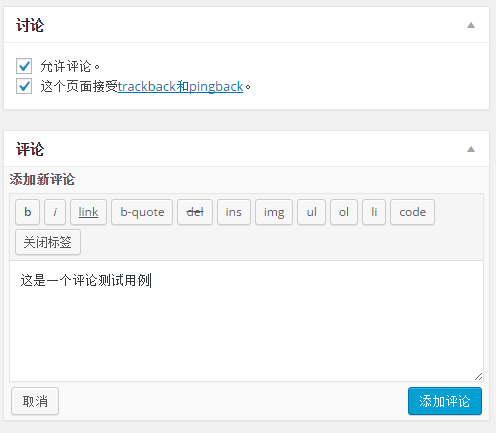 讨论
允许评论。
这个页面接受trackback和pingback。
评论
添加新评论
b i link b-quote del ins img ul ol li code
关闭标签
这是一个评论测试用例
取消 添加评论